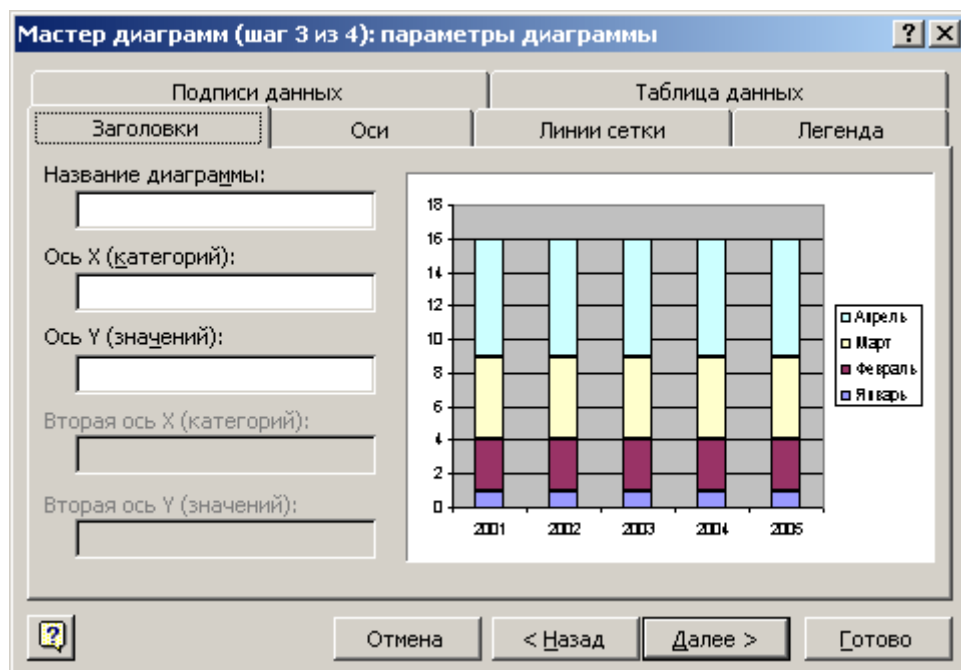 Мастер диаграмм (шаг 3 из 4): параметры диаграммы
Подписи данных
Таблица данных
Заголовки
Оси
Линии сетки
Легенда
Название диаграммы:
Ось X (категорий):
Ось Y (значений):
Вторая ось X (категорий):
Вторая ось Y (значений):
18
16
14
12
10
8
6
4
2
0
2001
2002
2003
2004
2005
Апрель
Март
Февраль
Январь
?
Отмена
< Назад
Далее >
Готово